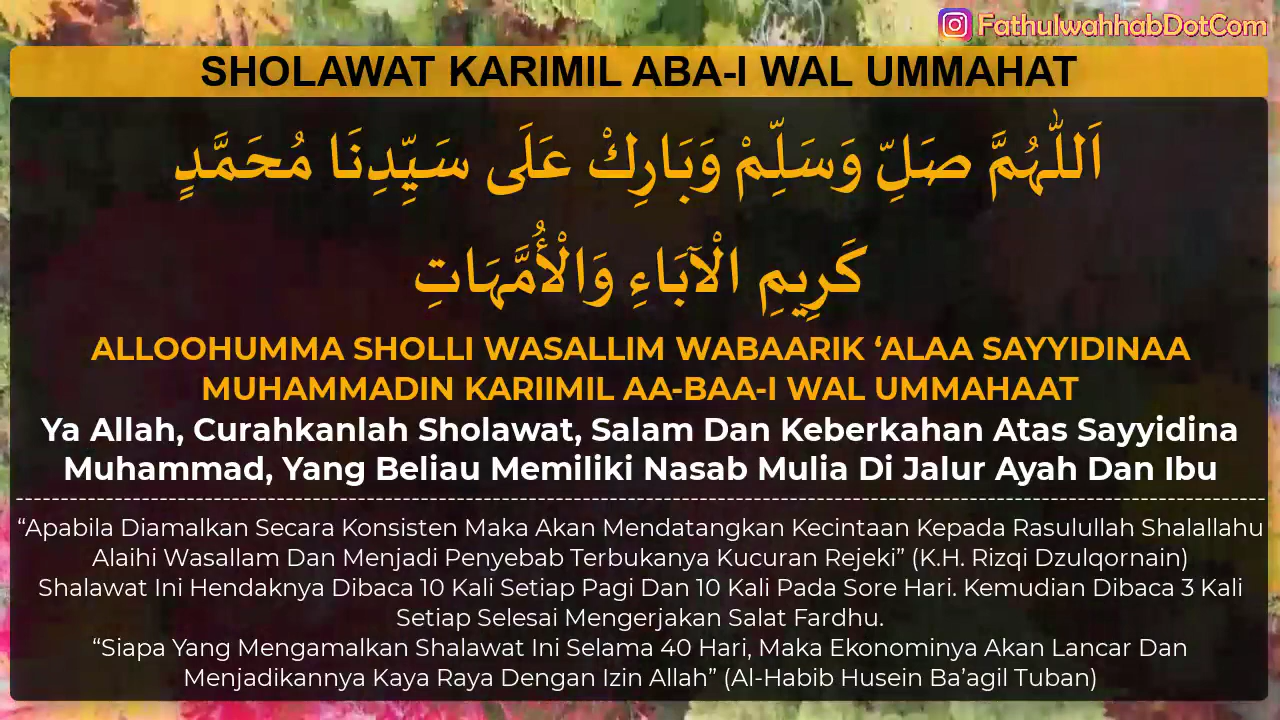 FathulwahhabDotCom
SHOLAWAT KARIMIL ABA-I WAL UMMAHAT
اَللّٰهُمَّ صَلِّ وَسَلِّمْ وَبَارِكْ عَلَى سَيِّدِنَا مُحَمَّدٍ
كَرِيمِ الْآبَاءِ وَالْأُمَّهَاتِ
ALLOOHUMMA SHOLLI WASALLIM WABAARIK ‘ALAA SAYYIDINAA
MUHAMMADIN KARIIMIL AA-BAA-I WAL UMMAHAAT
Ya Allah, Curahkanlah Sholawat, Salam Dan Keberkahan Atas Sayyidina
Muhammad, Yang Beliau Memiliki Nasab Mulia Di Jalur Ayah Dan Ibu
“Apabila Diamalkan Secara Konsisten Maka Akan Mendatangkan Kecintaan Kepada Rasulullah Shalallahu
Alaihi Wasallam Dan Menjadi Penyebab Terbukanya Kucuran Rejeki” (K.H. Rizqi Dzulqornain)
Shalawat Ini Hendaknya Dibaca 10 Kali Setiap Pagi Dan 10 Kali Pada Sore Hari. Kemudian Dibaca 3 Kali
Setiap Selesai Mengerjakan Salat Fardhu.
“Siapa Yang Mengamalkan Shalawat Ini Selama 40 Hari, Maka Ekonominya Akan Lancar Dan
Menjadikannya Kaya Raya Dengan Izin Allah” (Al-Habib Husein Ba’agil Tuban)